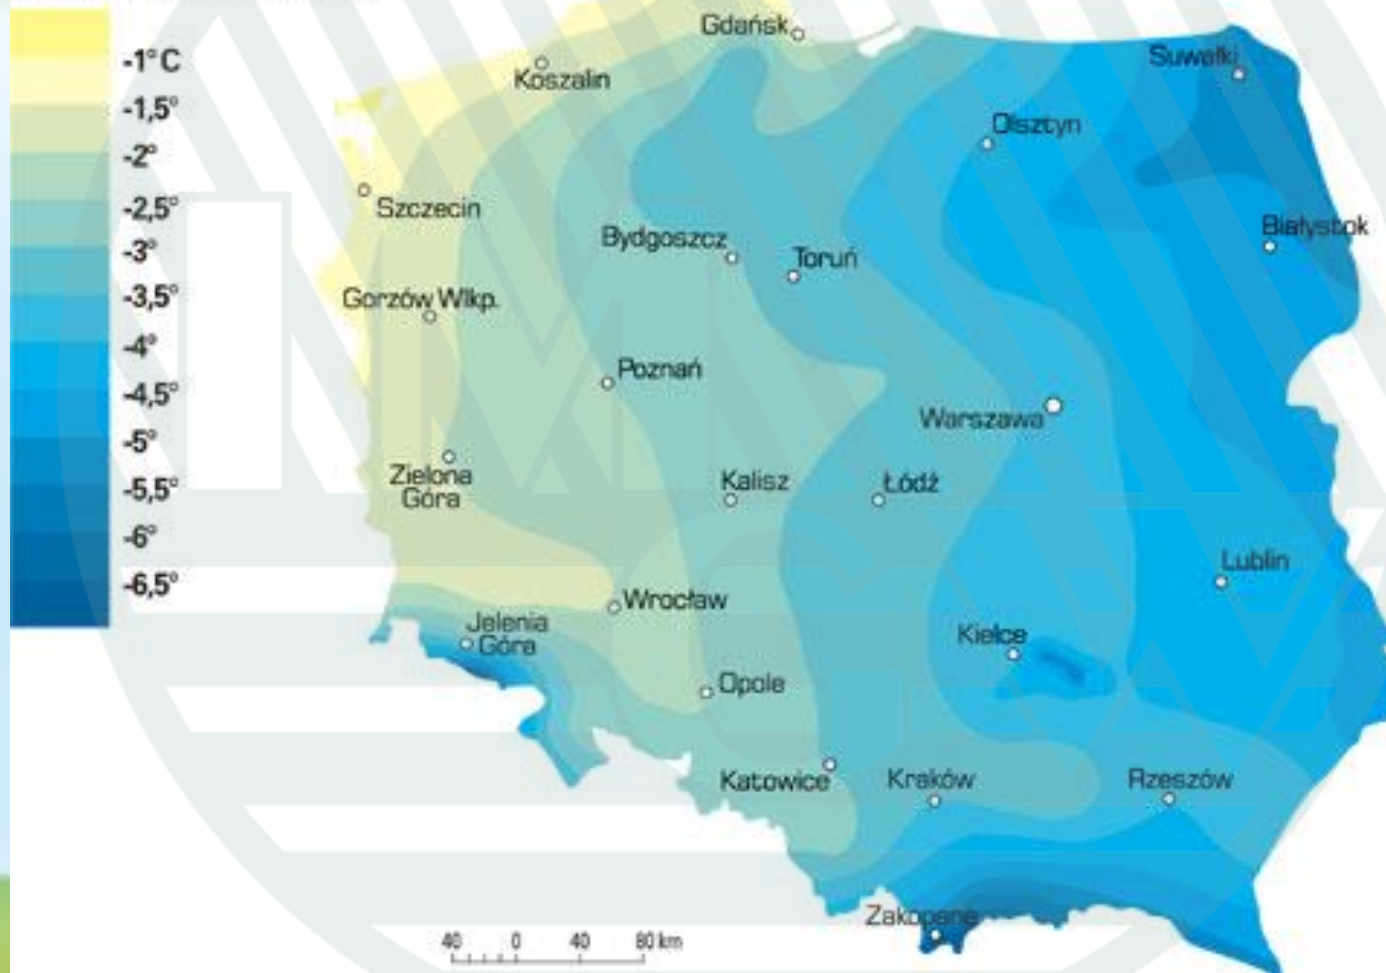 -1°C
-1,5°
-2°
-2,5°
-3°
-3,5°
-4°
-4,5°
-5°
-5,5°
-6°
-6,5°
Gdańsk
Koszalin
Suwałki
Olsztyn
Szczecin
Białystok
Bydgoszcz
Toruń
Gorzów Wlkp.
Poznań
Warszawa
Zielona
Góra
Kalisz
Łódź
Lublin
Wrocław
Jelenia
Góra
Kielce
Opole
Katowice
Kraków
Rzeszów
Zakopane
40 0 40 80 km